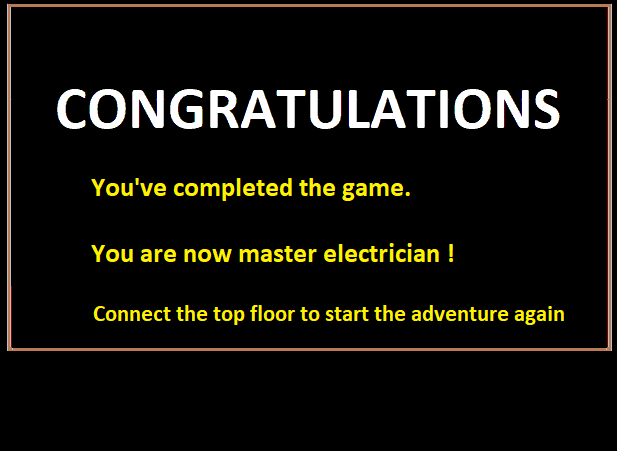 CONGRATULATIONS
You've completed the game.
You are now master electrician !
Connect the top floor to start the adventure again